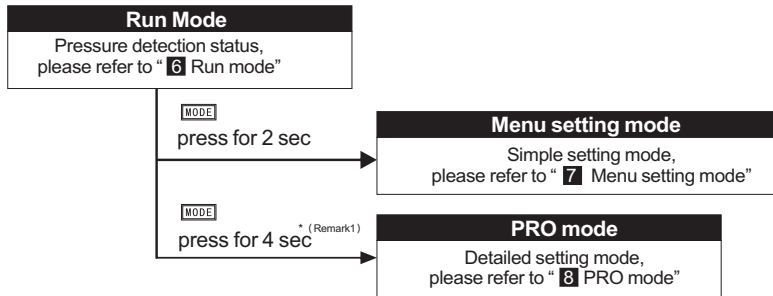 Run Mode
Pressure detection status,
please refer to “ 6 Run mode”
MODE
press for 2 sec
Menu setting mode
Simple setting mode,
please refer to “ 7 Menu setting mode”
MODE
press for 4 sec *（Remark1）
PRO mode
Detailed setting mode,
please refer to “ 8 PRO mode”